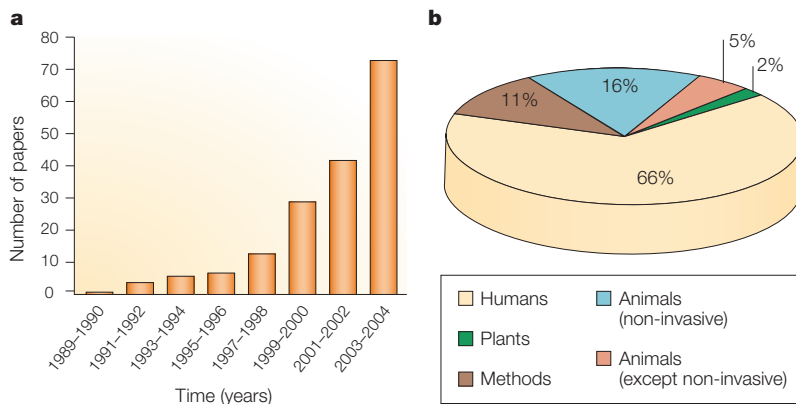 a
80
70
60
50
40
30
20
10
0
Number of papers
1989–1990
1991–1992
1993–1994
1995–1996
1997–1998
1999–2000
2001–2002
2003–2004
Time (years)
b
5%
2%
16%
11%
66%
Humans
Plants
Methods
Animals
(non-invasive)
Animals
(except non-invasive)